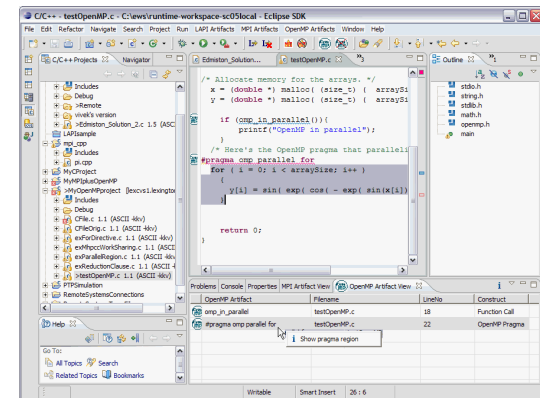 C/C++ - testOpenMP.c - C:\ews\runtime-workspace-sc05local - Eclipse SDK
File Edit Refactor Navigate Search Project Run LAPI Artifacts MPI Artifacts OpenMP Artifacts Window Help
C/C++ Projects Navigator
Includes
Debug
>Remote
vivek's version
>Edmiston_Solution_2.c 1.5 (ASC
LAPIsample
mpi_cpp
Includes
pi.cpp
MyCProject
MyMPIplusOpenMP
>MyOpenMPproject [lexcvs1.lexington
Includes
Debug
CFile.c 1.1 (ASCII -kkv)
CFileOrig.c 1.1 (ASCII -kkv)
exForDirective.c 1.1 (ASCII -kkv)
exMhpccWorkSharing.c 1.1 (ASCII
exParallelRegion.c 1.1 (ASCII -kkv
exReductionClause.c 1.1 (ASCII -k
>testOpenMP.c 1.1 (ASCII -kkv)
PTPSimulation
RemoteSystemsConnections
Help
Go To:
All Topics Search
Related Topics Bookmarks
Edmiston_Solution... testOpenMP.c
/* Allocate memory for the arrays. */
x = (double *) malloc( (size_t) ( arraySi
y = (double *) malloc( (size_t) ( arraySi
if (omp_in_parallel()){
printf("OpenMP in parallel");
}
/* Here's the OpenMP pragma that paralleli
#pragma omp parallel for
for ( i = 0; i < arraySize; i++ )
{
y[i] = sin( exp( cos( - exp( sin(x[i])
}
return 0;
}
Outline
stdio.h
string.h
stdlib.h
math.h
openmp.h
main
Problems Console Properties MPI Artifact View OpenMP Artifact View
OpenMP Artifact Filename LineNo Construct
omp_in_parallel testOpenMP.c 18 Function Call
#pragma omp parallel for testOpenMP.c 22 OpenMP Pragma
Show pragma region
Writable Smart Insert 26 : 6